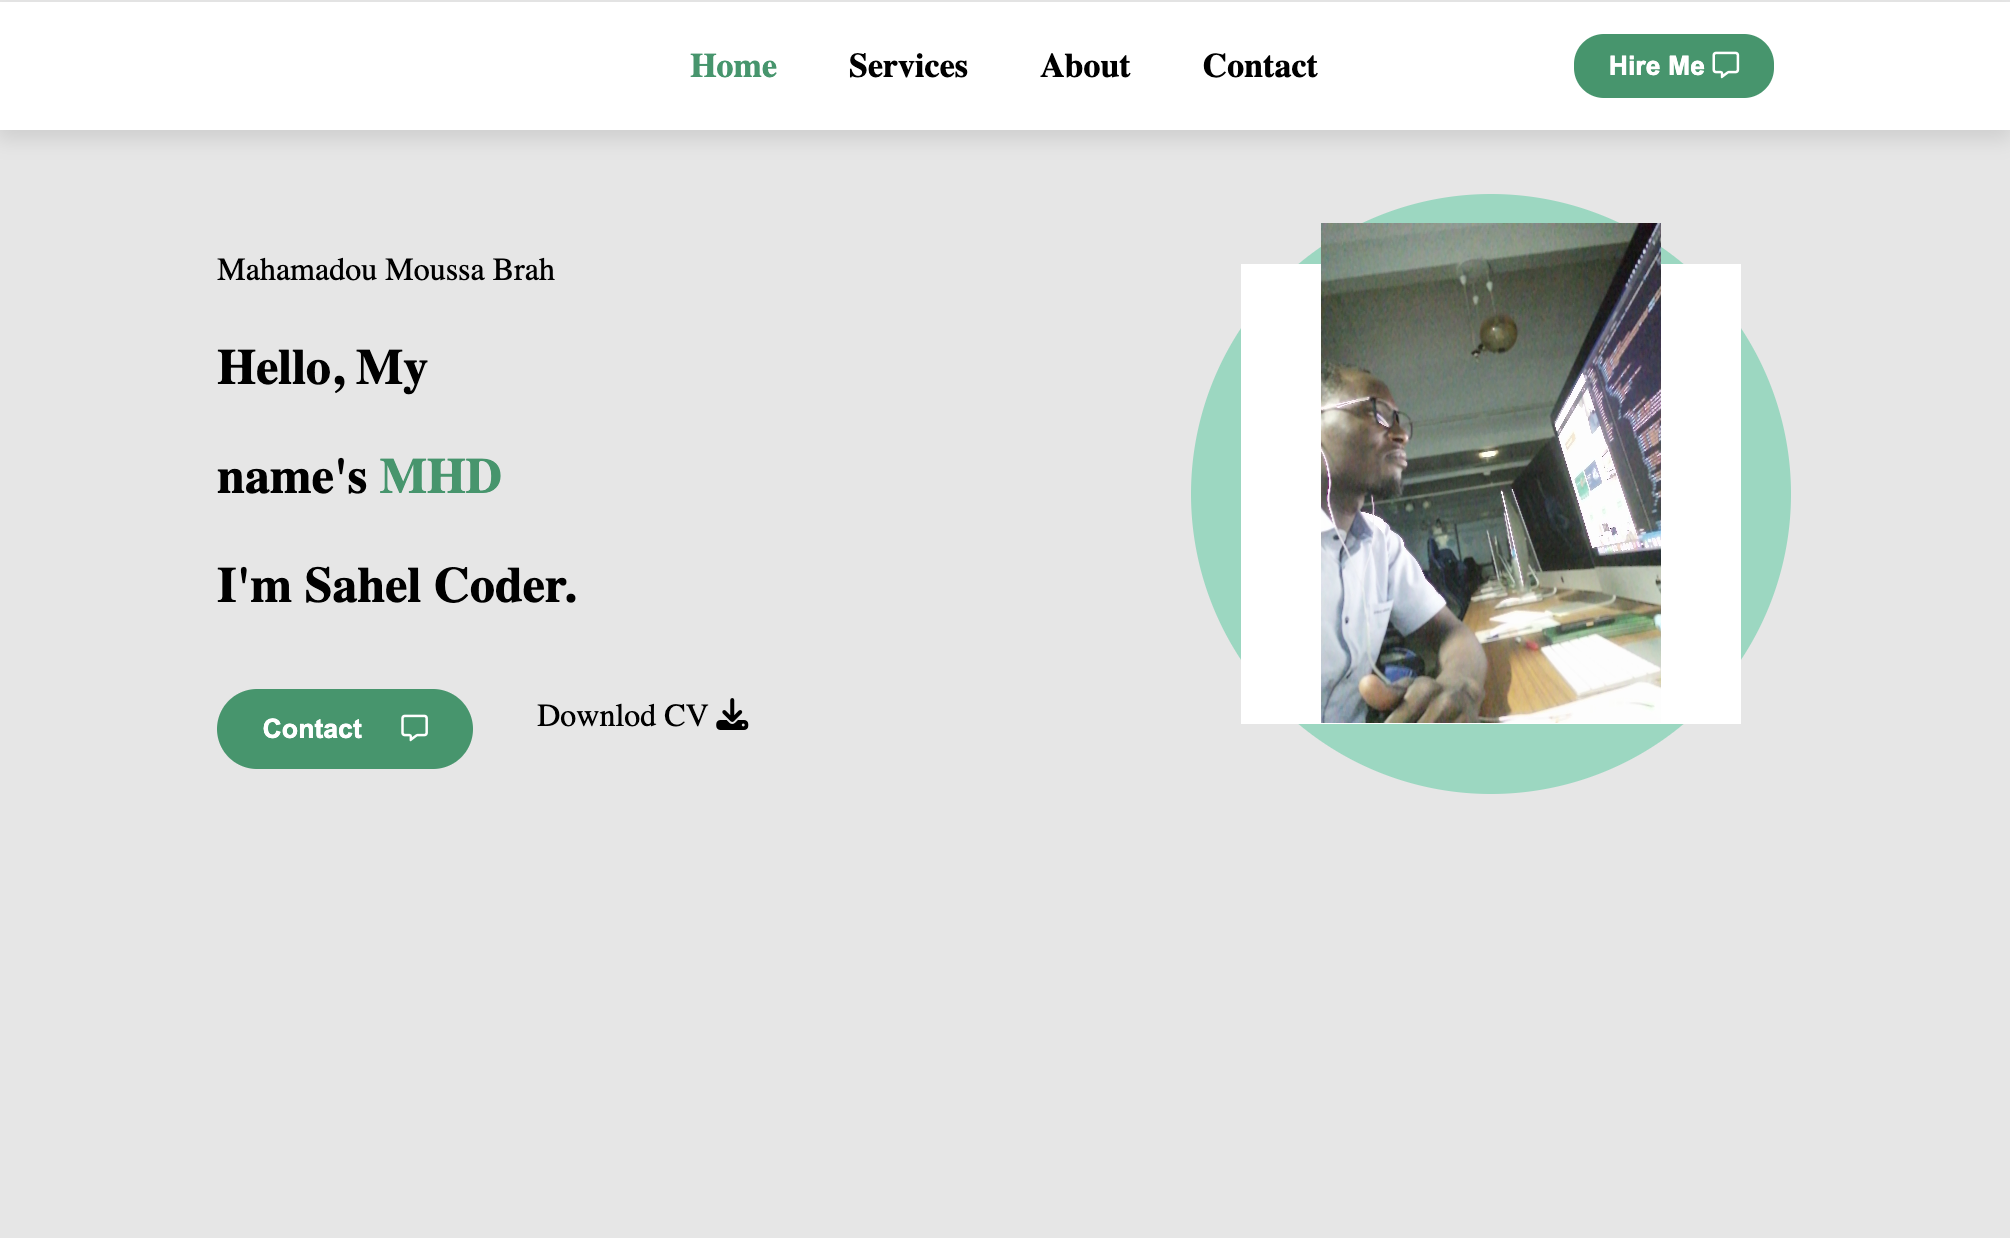 Home Services About Contact Hire Me
Mahamadou Moussa Brah
Hello, My
name's MHD
I'm Sahel Coder.
Contact Downlod CV